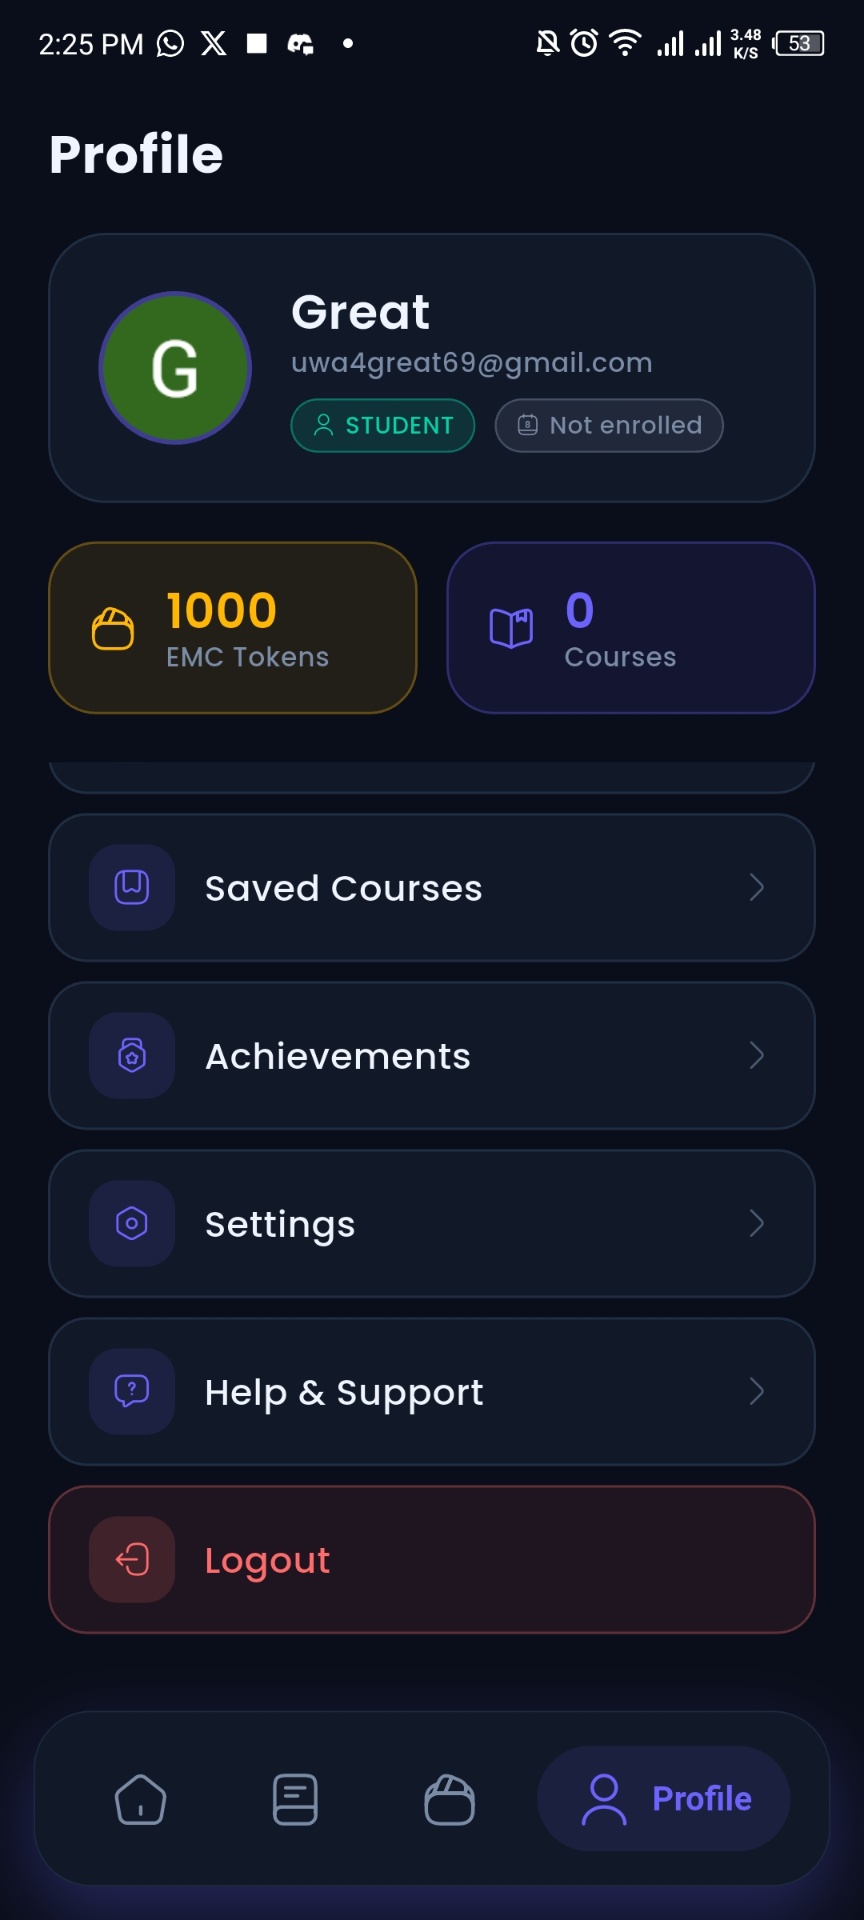 2:25 PM 3.48 K/S 53
Profile
G
Great
uwa4great69@gmail.com
STUDENT
8 Not enrolled
1000
EMC Tokens
0
Courses
Saved Courses
Achievements
Settings
Help & Support
Logout
Profile